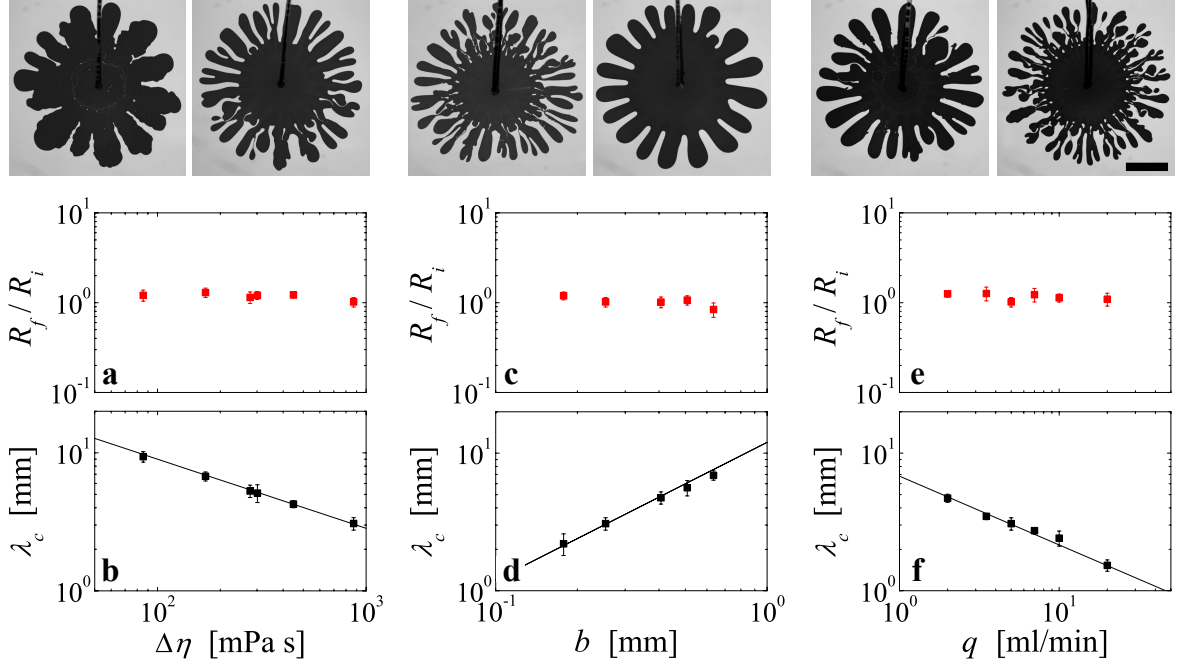 10¹ 10¹ 10¹
R_f / R_i R_f / R_i R_f / R_i
10⁰ 10⁰ 10⁰
a c e
10⁻¹ 10⁻¹ 10⁻¹
λ_c [mm] λ_c [mm] λ_c [mm]
10¹ 10¹ 10¹
b d f
10⁰ 10⁰ 10⁰
10² 10³ 10⁻¹ 10⁰ 10⁰ 10¹
Δη [mPa s] b [mm] q [ml/min]